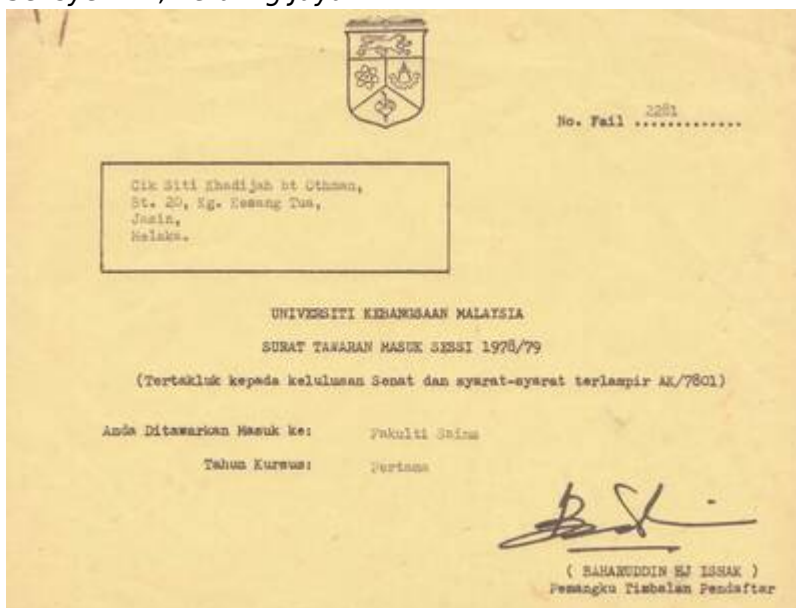 No. Fail 2281 .............
Cik Siti Khadijah bt Othman,
Bt. 20, Kg. Kesang Tua,
Jasin,
Melaka.
UNIVERSITI KEBANGSAAN MALAYSIA
SURAT TAWARAN MASUK SESSI 1978/79
(Tertakluk kepada kelulusan Senat dan syarat-syarat terlampir AK/7801)
Anda Ditawarkan Masuk ke: Fakulti Sains
Tahun Kursus: Pertama
( BAHARUDDIN HJ ISHAK )
Pemangku Timbalan Pendaftar